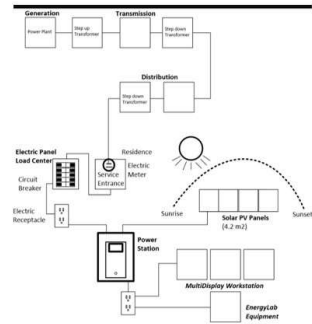 Generation
Transmission
Power Plant
Step up
Transformer
Step down
Transformer
Distribution
Step down
Transformer
Residence
Electric Panel
Load Center
Service
Entrance
Electric
Meter
Circuit
Breaker
Electric
Receptacle
Sunrise
Sunset
Solar PV Panels
(4.2 m2)
Power
Station
MultiDisplay Workstation
EnergyLab
Equipment